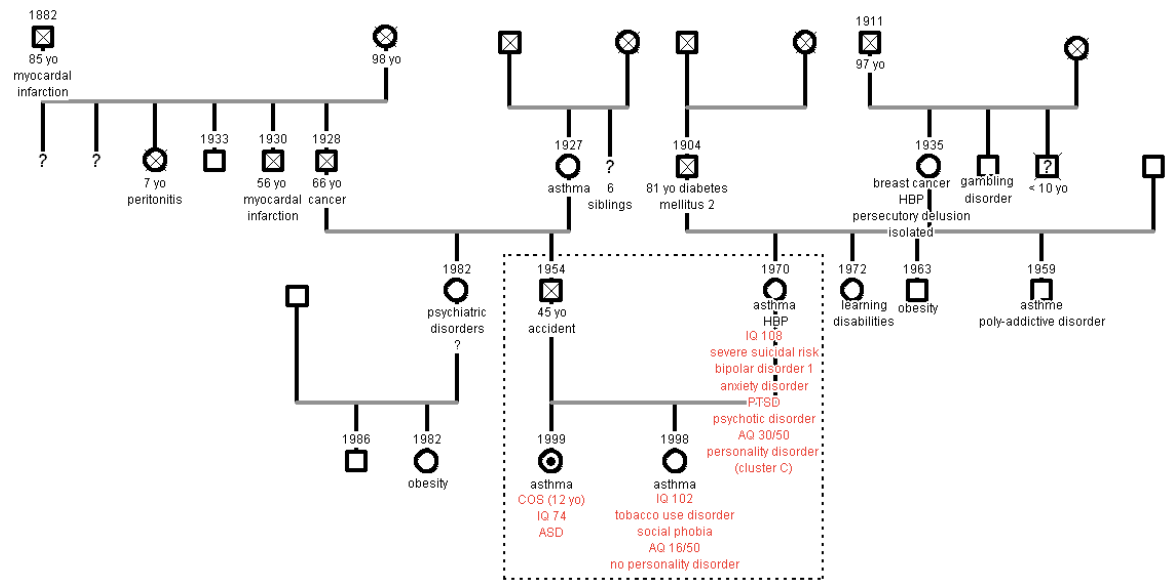 1882
85 yo
myocardal
infarction
98 yo
1911
97 yo
?
?
7 yo
peritonitis
1933
1930
56 yo
myocardal
infarction
1928
66 yo
cancer
1927
asthma
?
6
siblings
1904
81 yo diabetes
mellitus 2
1935
breast cancer
HBP
persecutory delusion
isolated
gambling
disorder
?
< 10 yo
1982
psychiatric
disorders
?
1954
45 yo
accident
1970
asthma
HBP
IQ 108
severe suicidal risk
bipolar disorder 1
anxiety disorder
PTSD
psychotic disorder
AQ 30/50
personality disorder
(cluster C)
1972
learning
disabilities
1963
obesity
1959
asthme
poly-addictive disorder
1986
1982
obesity
1999
asthma
COS (12 yo)
IQ 74
ASD
1998
asthma
IQ 102
tobacco use disorder
social phobia
AQ 16/50
no personality disorder